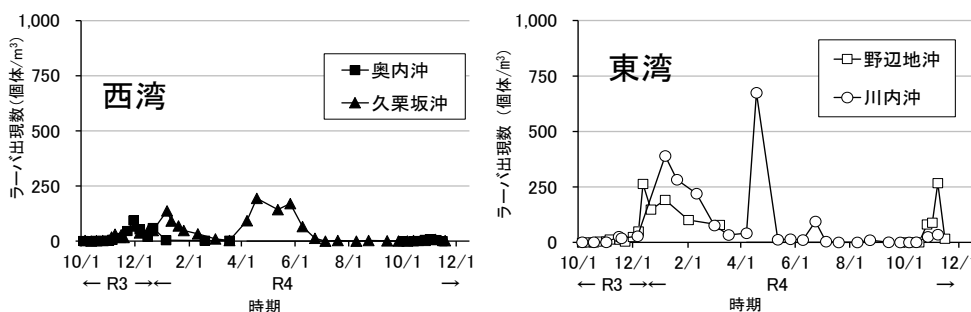 ラーバ出現数(個体/m³)
1,000
750
500
250
0
西湾
奥内沖
久栗坂沖
10/1 12/1 2/1 4/1 6/1 8/1 10/1 12/1
← R3 →← R4 →
時期
ラーバ出現数(個体/m³)
1,000
750
500
250
0
東湾
野辺地沖
川内沖
10/1 12/1 2/1 4/1 6/1 8/1 10/1 12/1
← R3 →← R4 →
時期